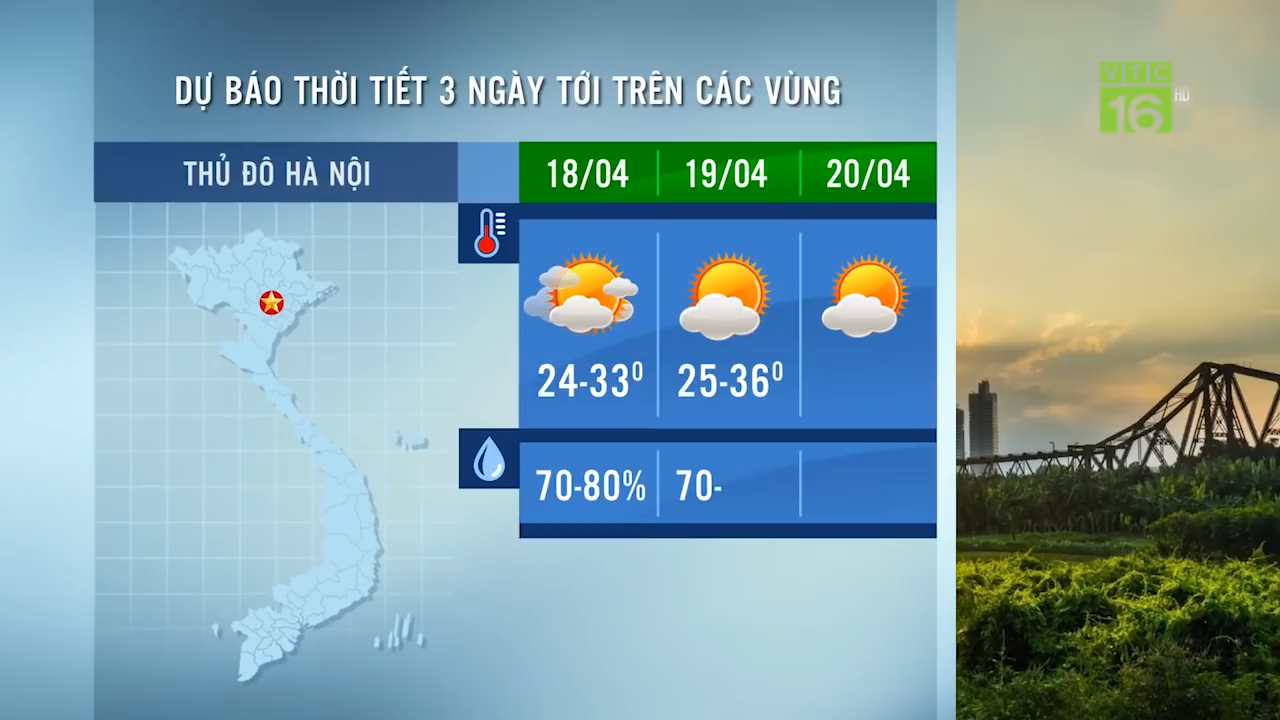 DỰ BÁO THỜI TIẾT 3 NGÀY TỚI TRÊN CÁC VÙNG
VTC
16 HD
THỦ ĐÔ HÀ NỘI 18/04 19/04 20/04
24-33⁰ 25-36⁰
70-80% 70-